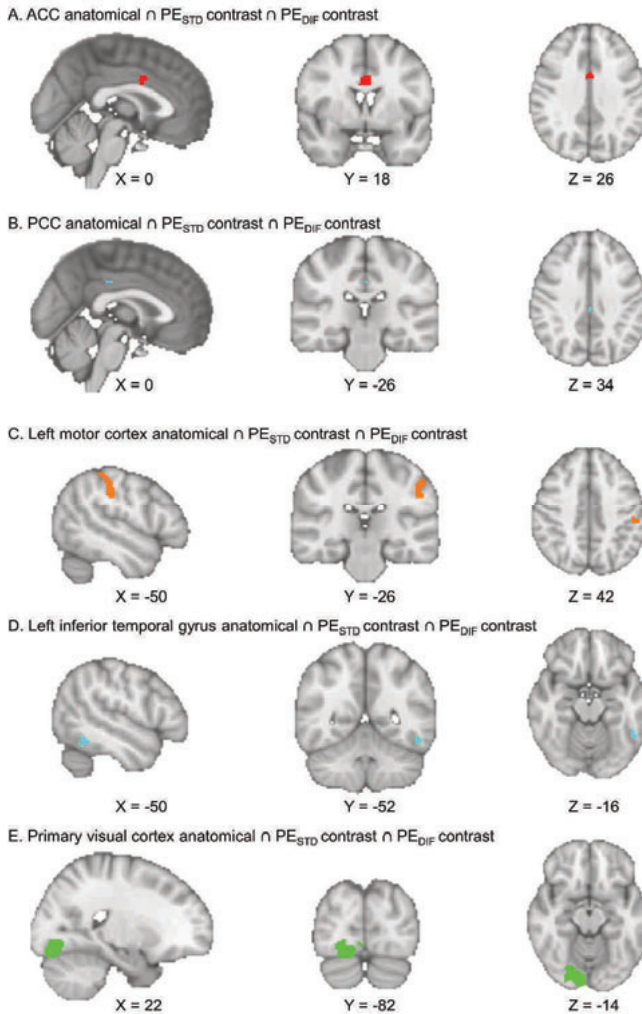 A. ACC anatomical ∩ PE_STD contrast ∩ PE_DIF contrast
X = 0 Y = 18 Z = 26
B. PCC anatomical ∩ PE_STD contrast ∩ PE_DIF contrast
X = 0 Y = -26 Z = 34
C. Left motor cortex anatomical ∩ PE_STD contrast ∩ PE_DIF contrast
X = -50 Y = -26 Z = 42
D. Left inferior temporal gyrus anatomical ∩ PE_STD contrast ∩ PE_DIF contrast
X = -50 Y = -52 Z = -16
E. Primary visual cortex anatomical ∩ PE_STD contrast ∩ PE_DIF contrast
X = 22 Y = -82 Z = -14